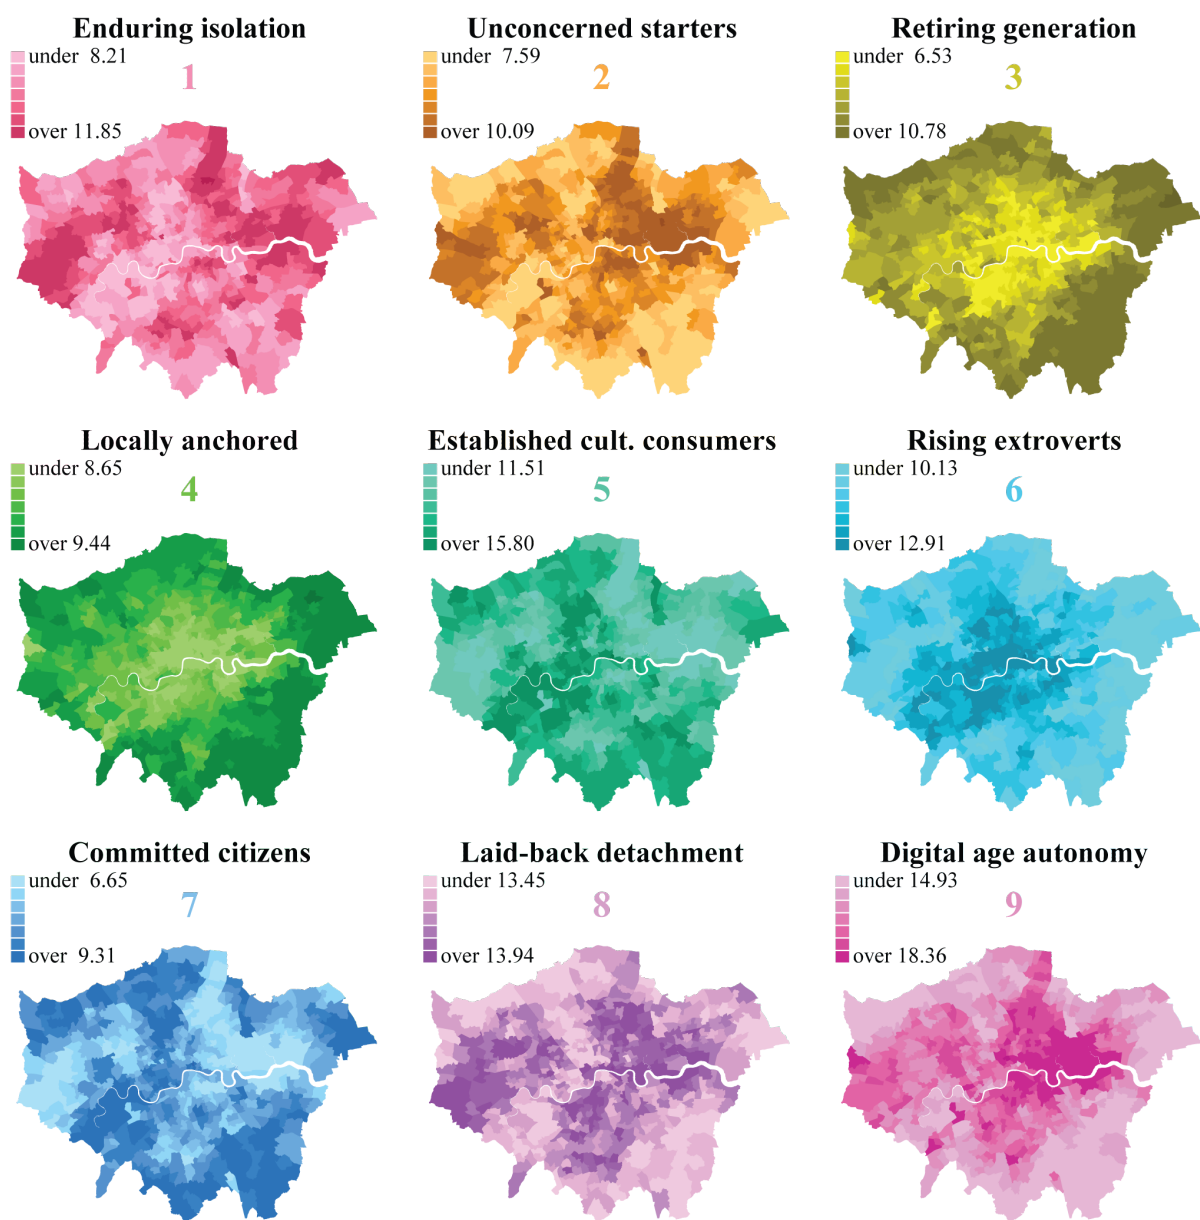 Enduring isolation
under 8.21
1
over 11.85
Unconcerned starters
under 7.59
2
over 10.09
Retiring generation
under 6.53
3
over 10.78
Locally anchored
under 8.65
4
over 9.44
Established cult. consumers
under 11.51
5
over 15.80
Rising extroverts
under 10.13
6
over 12.91
Committed citizens
under 6.65
7
over 9.31
Laid-back detachment
under 13.45
8
over 13.94
Digital age autonomy
under 14.93
9
over 18.36